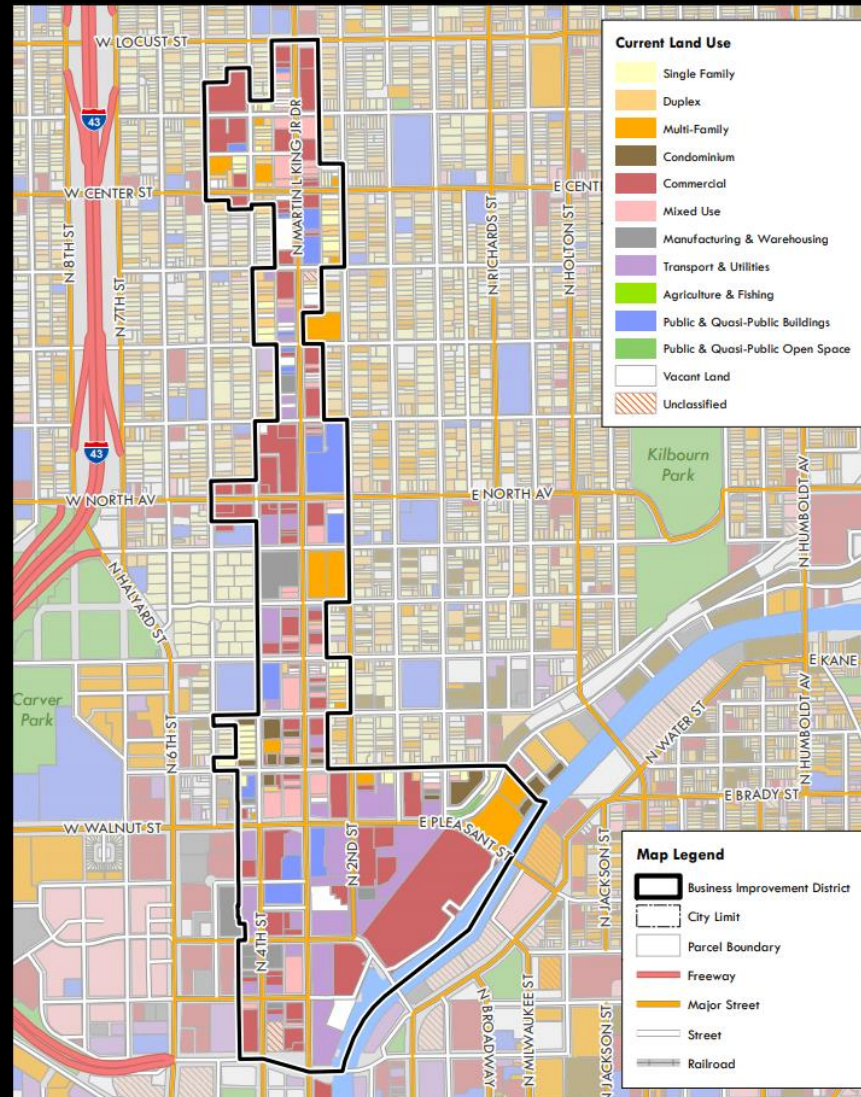 W LOCUST ST
43
N MARTIN L KING JR DR
W CENTER ST
E CENT
N 8TH ST
N 7TH ST
N RICHARDS ST
N HOLTON ST
43
Kilbourn
Park
W NORTH AV
E NORTH AV
N HUMBOLDT AV
N HALYARD ST
Carver
Park
N 6TH ST
E KANE
N WATER ST
N HUMBOLDT AV
E BRADY ST
W WALNUT ST
E PLEASANT ST
N 2ND ST
N JACKSON ST
N 4TH ST
N BROADWAY
N MILWAUKEE ST
N JACKSON ST
Current Land Use
Single Family
Duplex
Multi-Family
Condominium
Commercial
Mixed Use
Manufacturing & Warehousing
Transport & Utilities
Agriculture & Fishing
Public & Quasi-Public Buildings
Public & Quasi-Public Open Space
Vacant Land
Unclassified
Map Legend
Business Improvement District
City Limit
Parcel Boundary
Freeway
Major Street
Street
Railroad